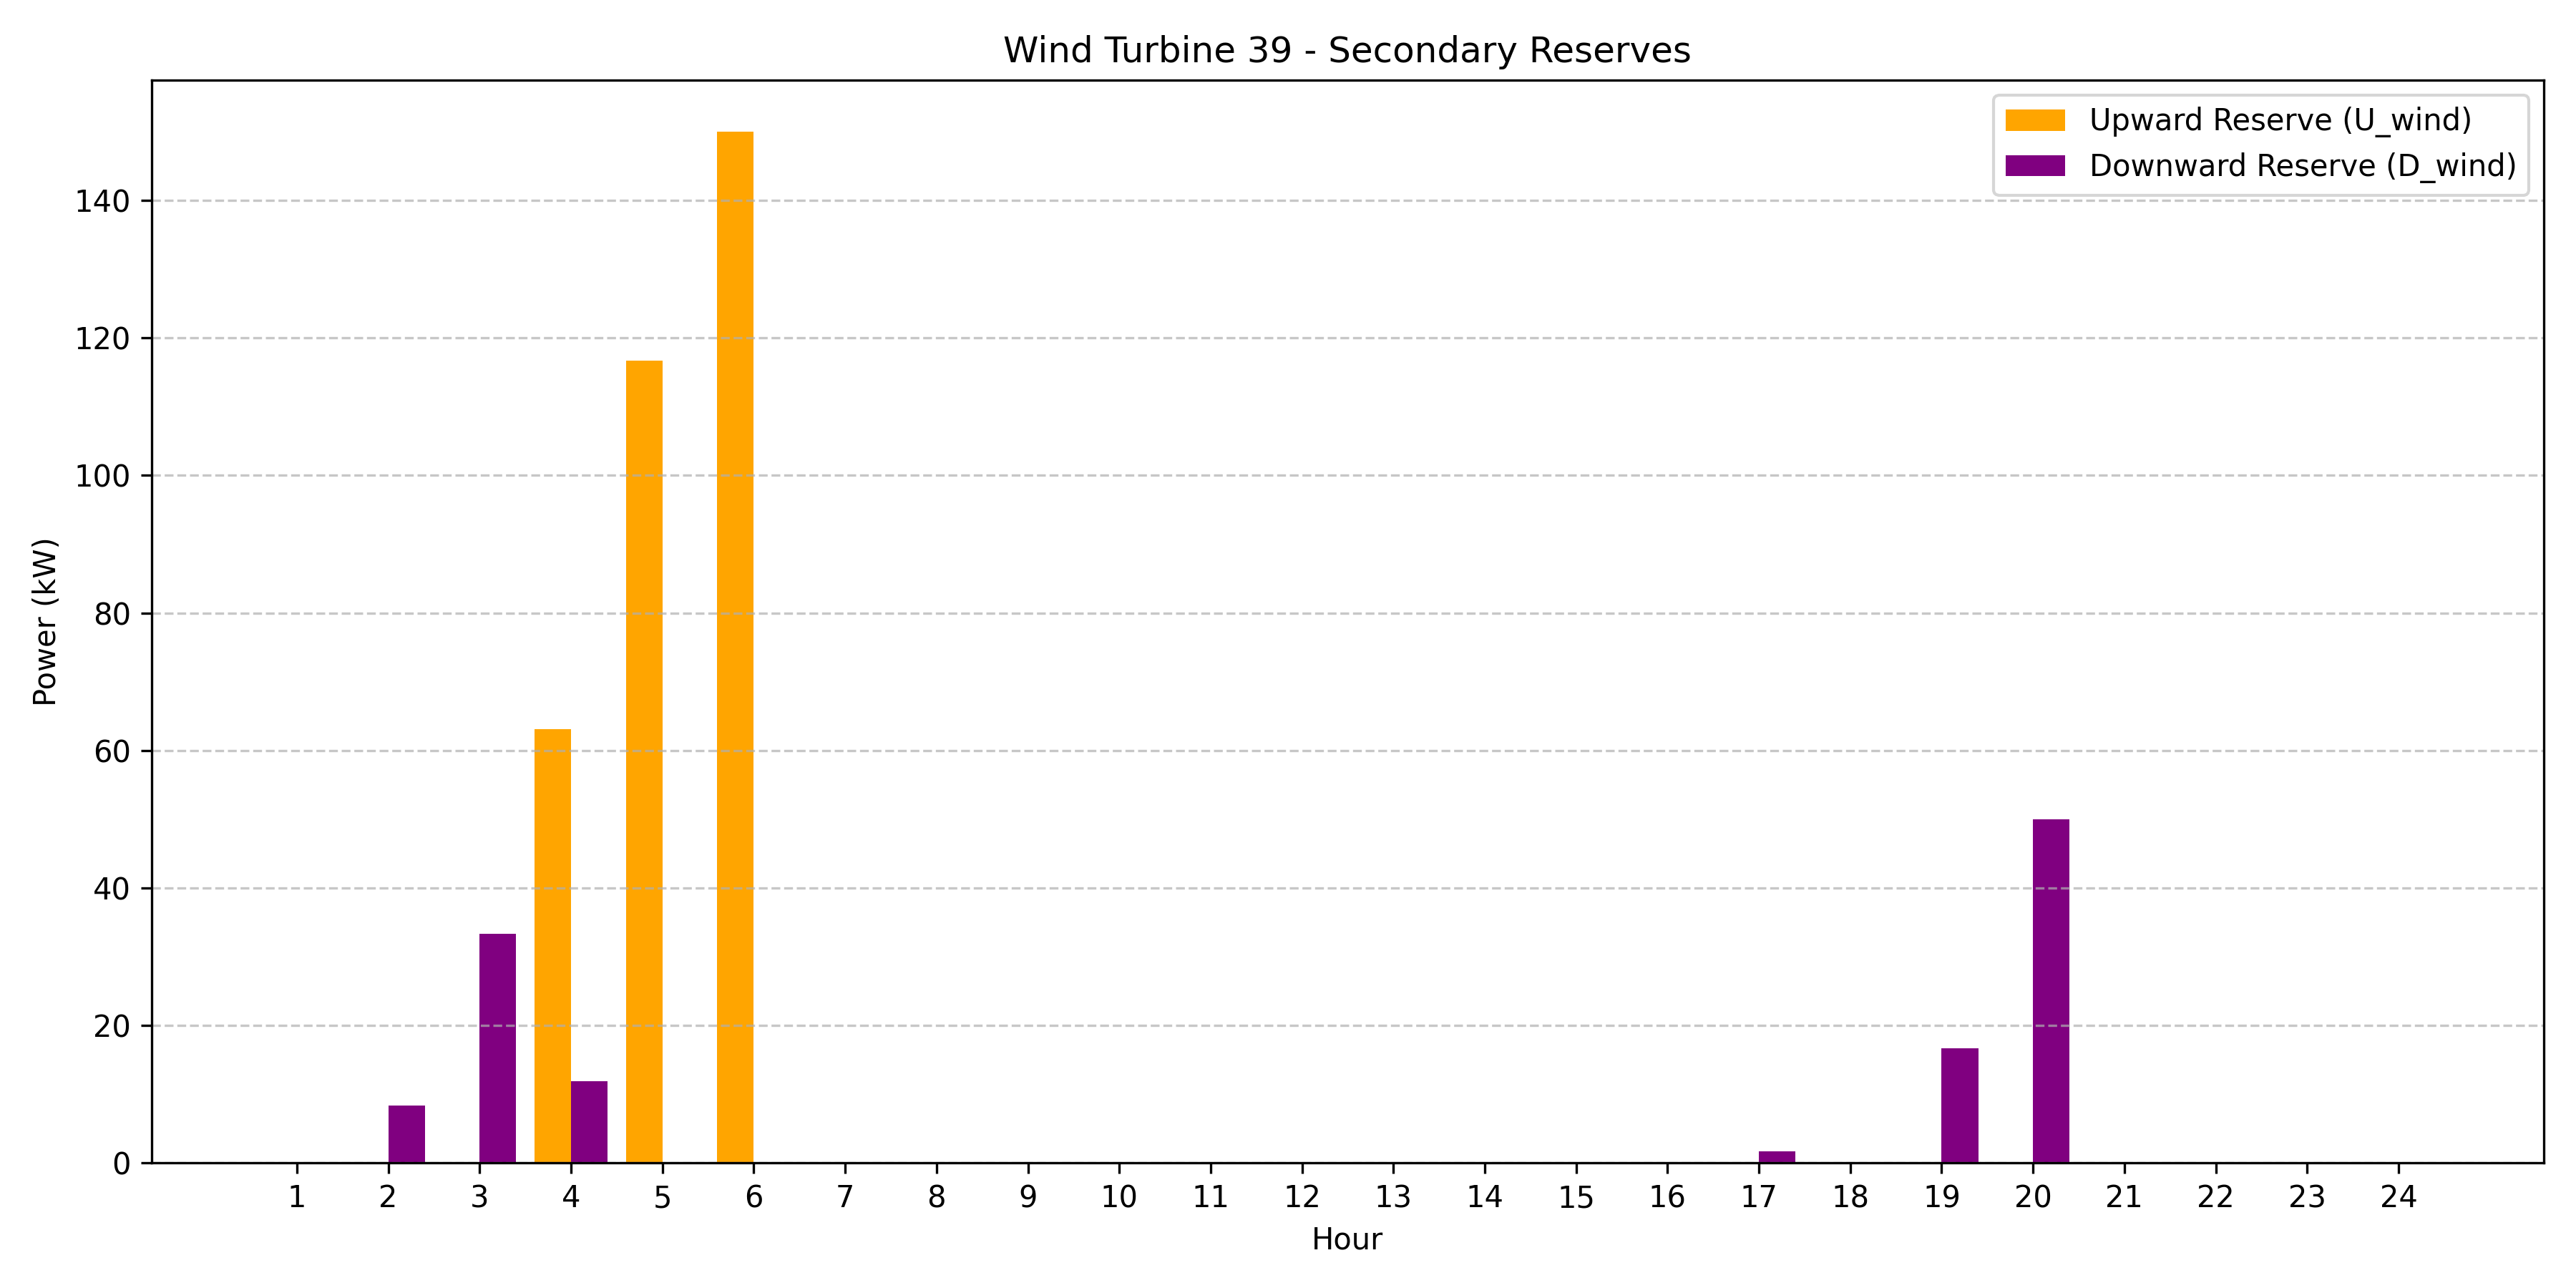 Wind Turbine 39 - Secondary Reserves
Upward Reserve (U_wind)
Downward Reserve (D_wind)
Power (kW)
140
120
100
80
60
40
20
0
1 2 3 4 5 6 7 8 9 10 11 12 13 14 15 16 17 18 19 20 21 22 23 24
Hour